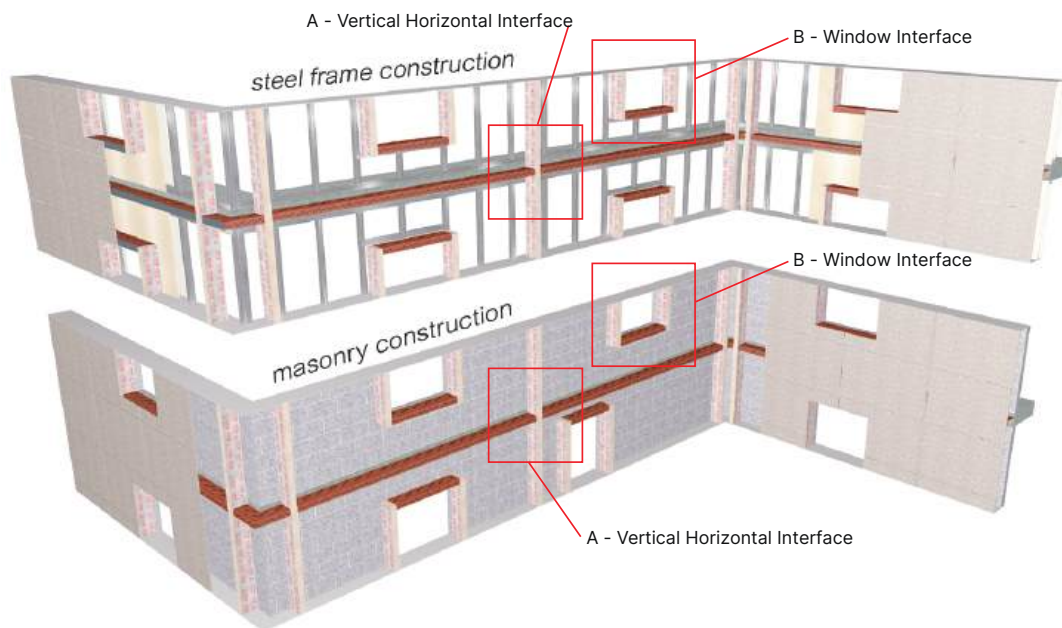 A - Vertical Horizontal Interface
B - Window Interface
steel frame construction
B - Window Interface
masonry construction
A - Vertical Horizontal Interface